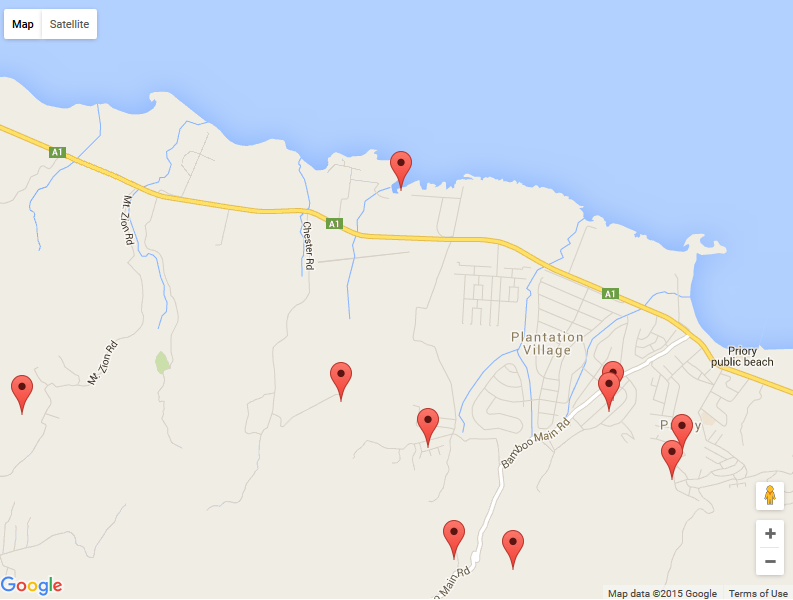 Map Satellite
A1
Mt. Zion Rd
Chester Rd
A1
A1
Plantation
Village
Priory
public beach
Mt. Zion Rd
Bamboo Main Rd
Main Rd
Google
Map data ©2015 Google Terms of Use